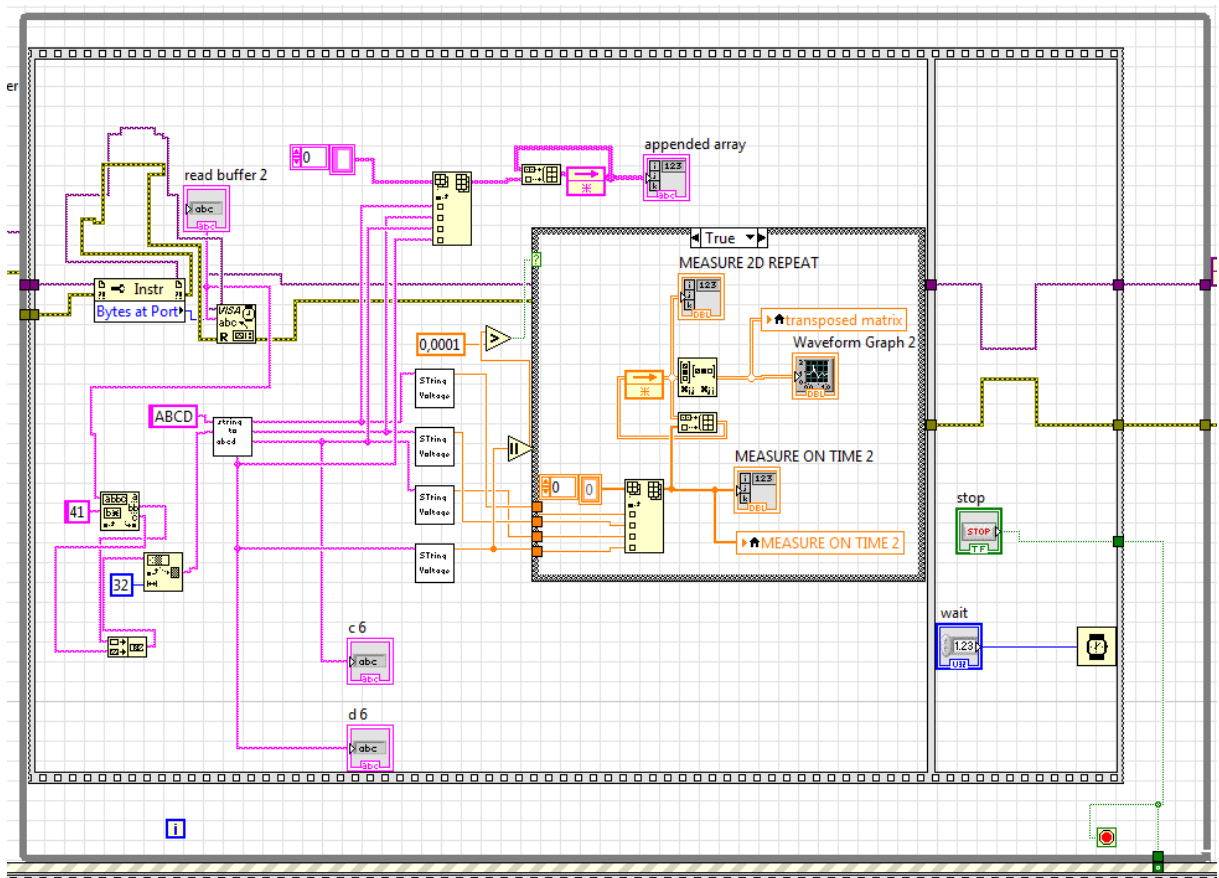 er
read buffer 2
abc
abc
Instr
Bytes at Port
VISA
abc
R
0
appended array
123
abc
True
?
MEASURE 2D REPEAT
123
DBL
transposed matrix
Waveform Graph 2
DBL
0,0001
>
STring
Voltage
STring
Voltage
STring
Voltage
STring
Voltage
ABCD
string
to
abcd
41
32
0
0
MEASURE ON TIME 2
123
DBL
MEASURE ON TIME 2
c 6
abc
abc
d 6
abc
abc
stop
STOP
TF
wait
1.23
U32
i